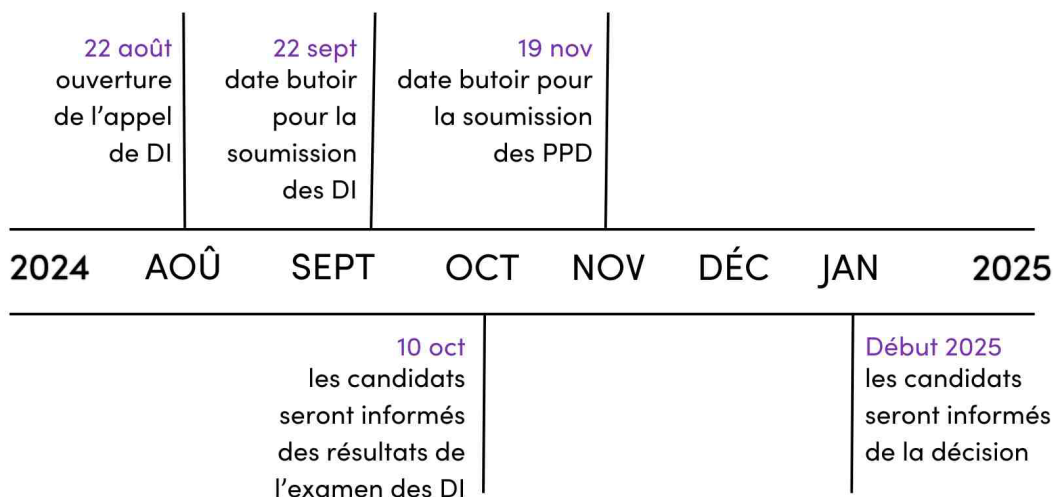 22 août
ouverture
de l'appel
de DI
22 sept
date butoir
pour la
soumission
des DI
19 nov
date butoir pour
la soumission
des PPD
2024 AOÛ SEPT OCT NOV DÉC JAN 2025
10 oct
les candidats
seront informés
des résultats de
l'examen des DI
Début 2025
les candidats
seront informés
de la décision